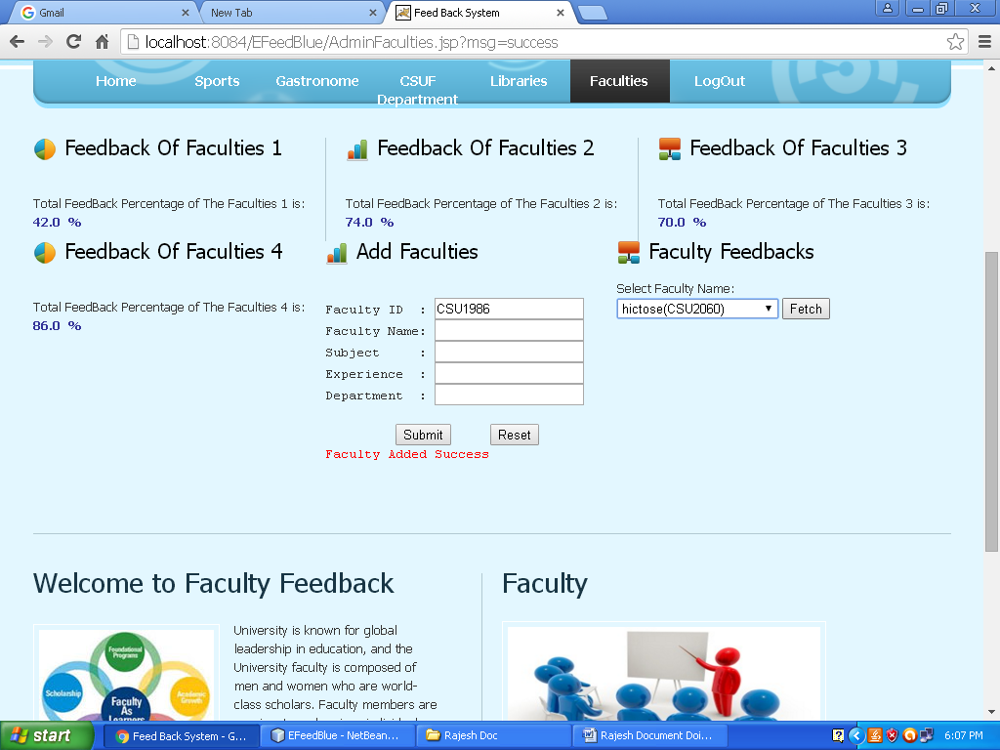 Gmail
New Tab
Feed Back System
localhost:8084/EFeedBlue/AdminFaculties.jsp?msg=success
Home
Sports
Gastronome
CSUF
Department
Libraries
Faculties
LogOut
Feedback Of Faculties 1
Total FeedBack Percentage of The Faculties 1 is:
42.0 %
Feedback Of Faculties 2
Total FeedBack Percentage of The Faculties 2 is:
74.0 %
Feedback Of Faculties 3
Total FeedBack Percentage of The Faculties 3 is:
70.0 %
Feedback Of Faculties 4
Total FeedBack Percentage of The Faculties 4 is:
86.0 %
Add Faculties
Faculty ID : CSU1986
Faculty Name:
Subject :
Experience :
Department :
Submit Reset
Faculty Added Success
Faculty Feedbacks
Select Faculty Name:
hictose(CSU2060) Fetch
Welcome to Faculty Feedback
Foundational
Programs
Scholarship
Academic
Growth
Faculty
As
Learners
University is known for global
leadership in education, and the
University faculty is composed of
men and women who are world-
class scholars. Faculty members are
Faculty
start
Feed Back System - G...
EFeedBlue - NetBean...
Rajesh Doc
Rajesh Document Doi...
6:07 PM